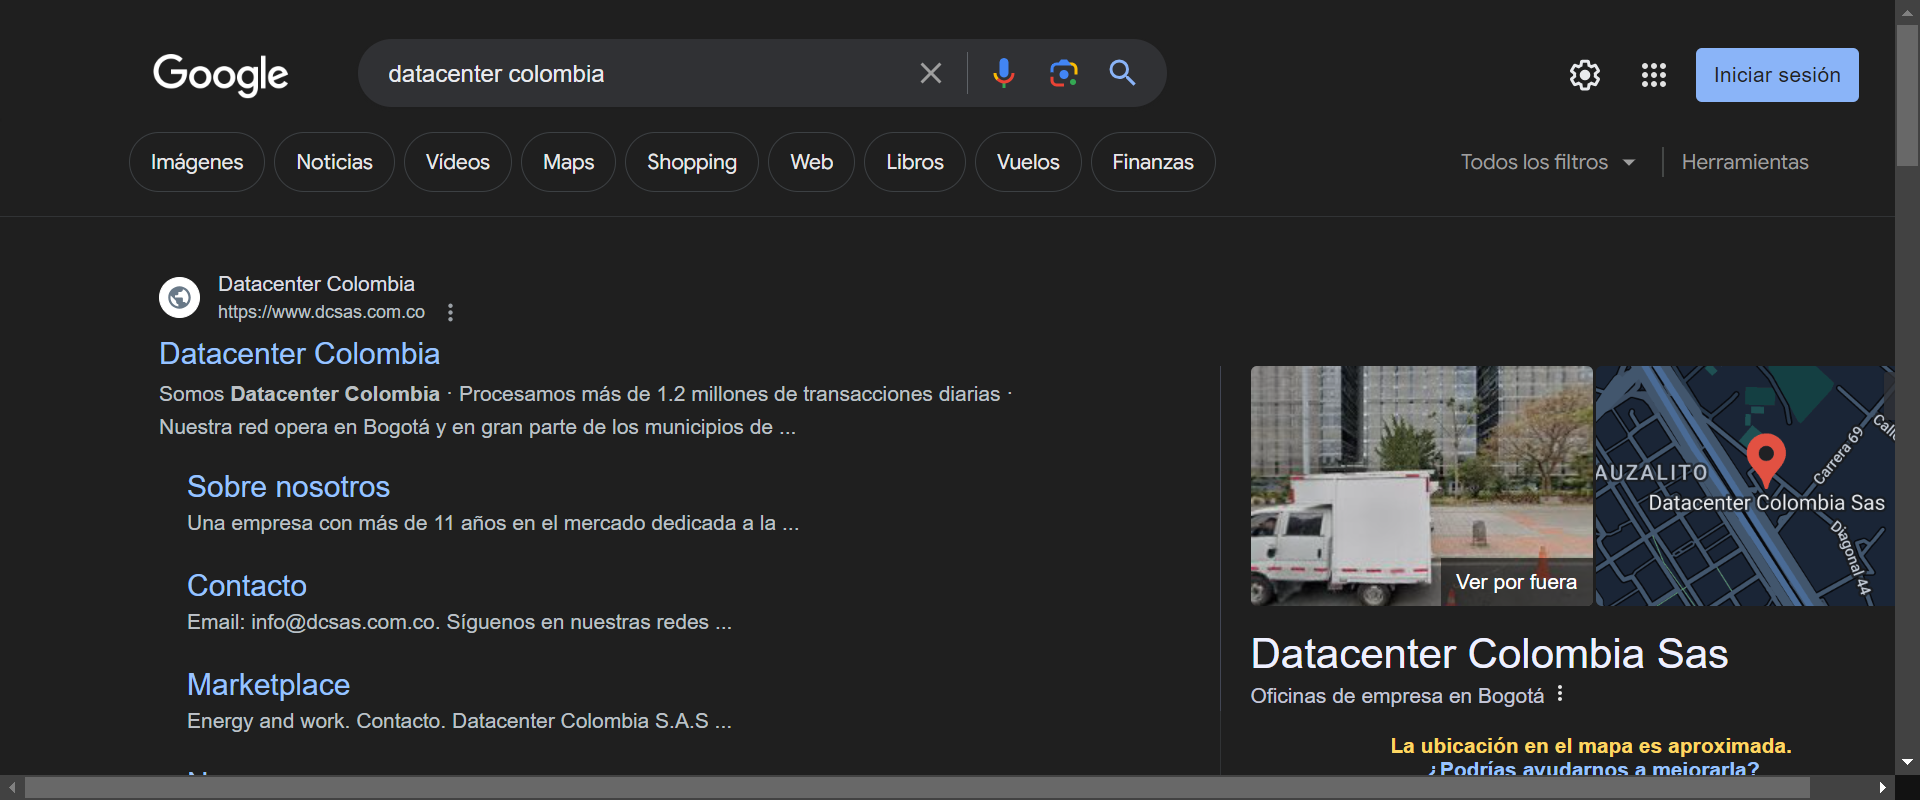 Google
datacenter colombia
Iniciar sesión
Imágenes
Noticias
Vídeos
Maps
Shopping
Web
Libros
Vuelos
Finanzas
Todos los filtros
Herramientas
Datacenter Colombia
https://www.dcsas.com.co
Datacenter Colombia
Somos Datacenter Colombia · Procesamos más de 1.2 millones de transacciones diarias ·
Nuestra red opera en Bogotá y en gran parte de los municipios de ...
Sobre nosotros
Una empresa con más de 11 años en el mercado dedicada a la ...
Contacto
Email: info@dcsas.com.co. Síguenos en nuestras redes ...
Marketplace
Energy and work. Contacto. Datacenter Colombia S.A.S ...
Ver por fuera
AUZALITO
Carrera 69
Datacenter Colombia Sas
Diagonal 44
Datacenter Colombia Sas
Oficinas de empresa en Bogotá
La ubicación en el mapa es aproximada.
¿Podrías ayudarnos a mejorarla?